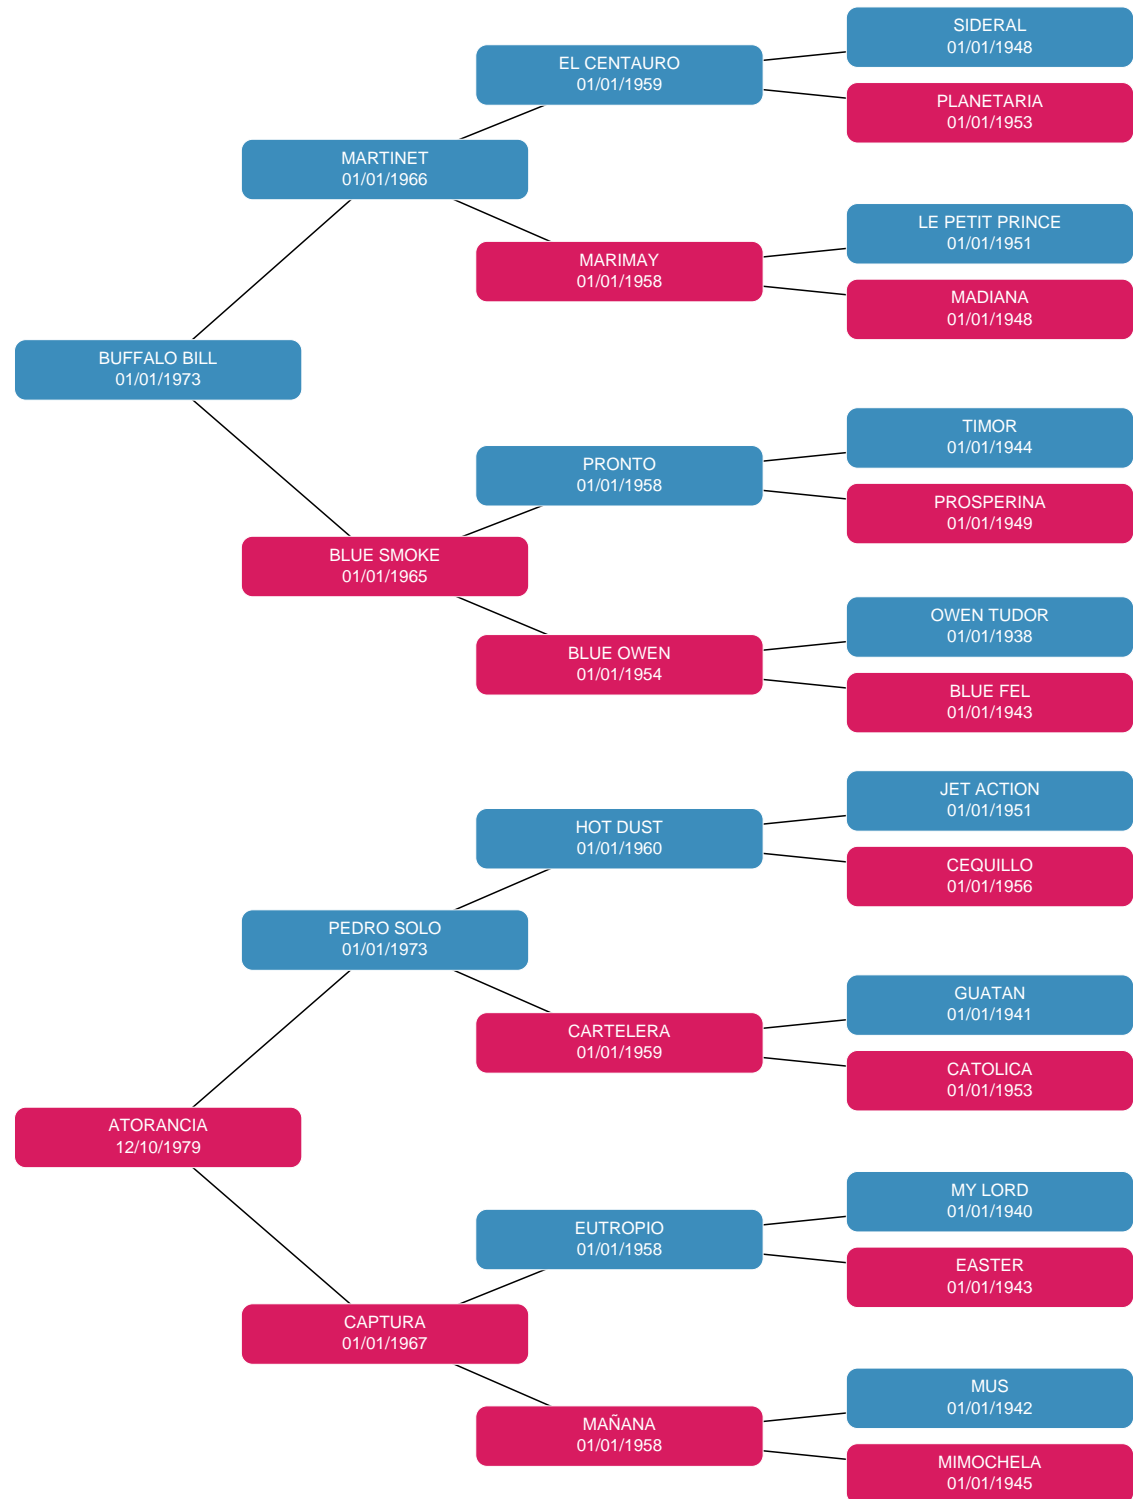 SIDERAL
01/01/1948
EL CENTAURO
01/01/1959
PLANETARIA
01/01/1953
MARTINET
01/01/1966
LE PETIT PRINCE
01/01/1951
MARIMAY
01/01/1958
MADIANA
01/01/1948
BUFFALO BILL
01/01/1973
TIMOR
01/01/1944
PRONTO
01/01/1958
PROSPERINA
01/01/1949
BLUE SMOKE
01/01/1965
OWEN TUDOR
01/01/1938
BLUE OWEN
01/01/1954
BLUE FEL
01/01/1943
JET ACTION
01/01/1951
HOT DUST
01/01/1960
CEQUILLO
01/01/1956
PEDRO SOLO
01/01/1973
GUATAN
01/01/1941
CARTELERA
01/01/1959
CATOLICA
01/01/1953
ATORANCIA
12/10/1979
MY LORD
01/01/1940
EUTROPIO
01/01/1958
EASTER
01/01/1943
CAPTURA
01/01/1967
MUS
01/01/1942
MAÑANA
01/01/1958
MIMOCHELA
01/01/1945